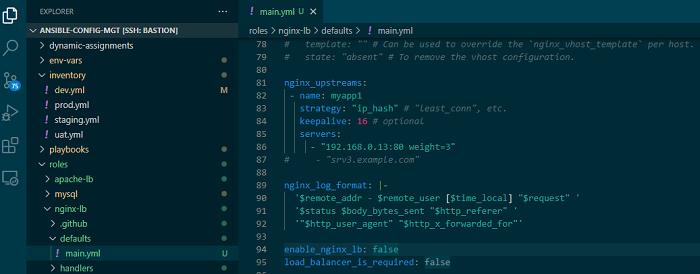 EXPLORER
ANSIBLE-CONFIG-MGT [SSH: BASTION]
dynamic-assignments
env-vars
inventory
dev.yml M
prod.yml
staging.yml
uat.yml
playbooks
roles
apache-lb
mysql
nginx-lb
.github
defaults
main.yml U
handlers
75
main.yml U
roles > nginx-lb > defaults > main.yml
78 # template: "" # Can be used to override the `nginx_vhost_template` per host.
79 # state: "absent" # To remove the vhost configuration.
80
81 nginx_upstreams:
82 - name: myapp1
83 strategy: "ip_hash" # "least_conn", etc.
84 keepalive: 16 # optional
85 servers:
86 - "192.168.0.13:80 weight=3"
87 # - "srv3.example.com"
88
89 nginx_log_format: |-
90 '$remote_addr - $remote_user [$time_local] "$request" '
91 '$status $body_bytes_sent "$http_referer" '
92 '"$http_user_agent" "$http_x_forwarded_for"'
93
94 enable_nginx_lb: false
95 load_balancer_is_required: false